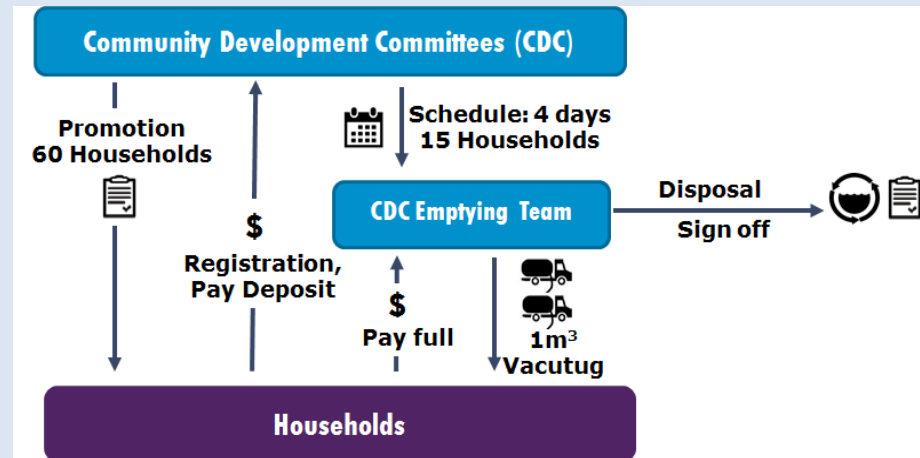 Community Development Committees (CDC)
Promotion
60 Households
$
Registration,
Pay Deposit
Schedule: 4 days
15 Households
CDC Emptying Team
Disposal
Sign off
$
Pay full
1m³
Vacutug
Households